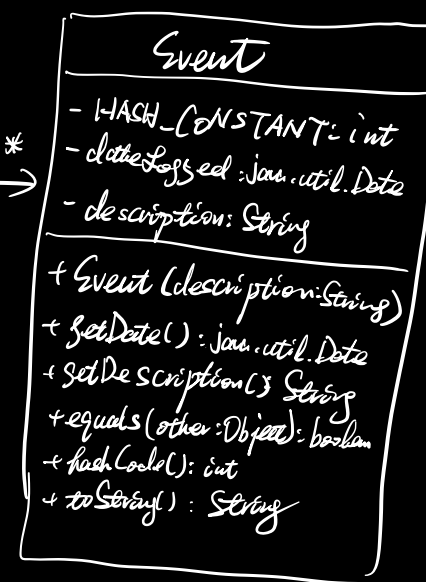 Event
- HASH_CONSTANT: int
*
- dateLogged: java.util.Date
- description: String
+ Event(description:String)
+ getDate(): java.util.Date
+ getDescription(): String
+ equals(other:Object): boolean
+ hashCode(): int
+ toString(): String